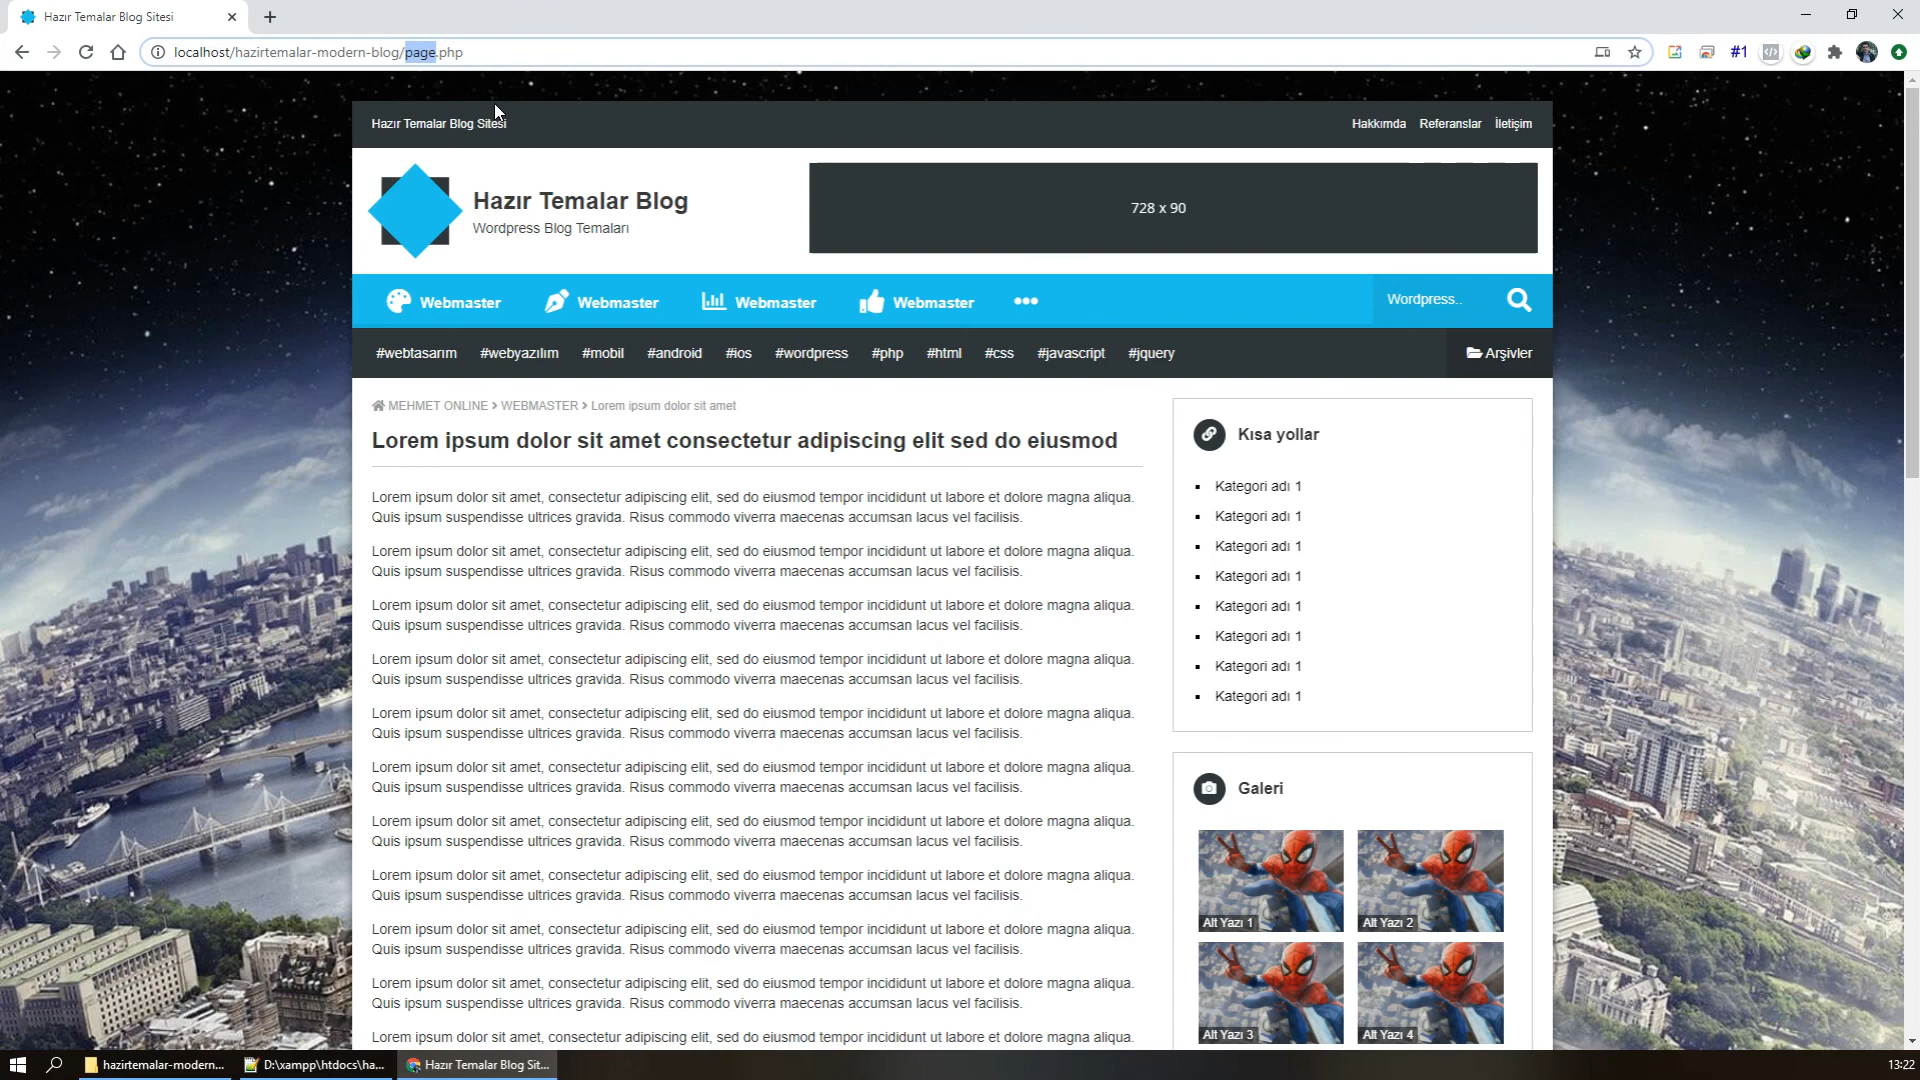 Hazır Temalar Blog Sitesi
localhost/hazirtemalar-modern-blog/page.php
#1
Hazır Temalar Blog Sitesi
Hakkımda Referanslar İletişim
Hazır Temalar Blog
Wordpress Blog Temaları
728 x 90
Webmaster Webmaster Webmaster Webmaster
Wordpress..
#webtasarım #webyazılım #mobil #android #ios #wordpress #php #html #css #javascript #jquery
Arşivler
MEHMET ONLINE > WEBMASTER > Lorem ipsum dolor sit amet
Lorem ipsum dolor sit amet consectetur adipiscing elit sed do eiusmod
Lorem ipsum dolor sit amet, consectetur adipiscing elit, sed do eiusmod tempor incididunt ut labore et dolore magna aliqua.
Quis ipsum suspendisse ultrices gravida. Risus commodo viverra maecenas accumsan lacus vel facilisis.
Lorem ipsum dolor sit amet, consectetur adipiscing elit, sed do eiusmod tempor incididunt ut labore et dolore magna aliqua.
Quis ipsum suspendisse ultrices gravida. Risus commodo viverra maecenas accumsan lacus vel facilisis.
Lorem ipsum dolor sit amet, consectetur adipiscing elit, sed do eiusmod tempor incididunt ut labore et dolore magna aliqua.
Quis ipsum suspendisse ultrices gravida. Risus commodo viverra maecenas accumsan lacus vel facilisis.
Lorem ipsum dolor sit amet, consectetur adipiscing elit, sed do eiusmod tempor incididunt ut labore et dolore magna aliqua.
Quis ipsum suspendisse ultrices gravida. Risus commodo viverra maecenas accumsan lacus vel facilisis.
Lorem ipsum dolor sit amet, consectetur adipiscing elit, sed do eiusmod tempor incididunt ut labore et dolore magna aliqua.
Quis ipsum suspendisse ultrices gravida. Risus commodo viverra maecenas accumsan lacus vel facilisis.
Lorem ipsum dolor sit amet, consectetur adipiscing elit, sed do eiusmod tempor incididunt ut labore et dolore magna aliqua.
Quis ipsum suspendisse ultrices gravida. Risus commodo viverra maecenas accumsan lacus vel facilisis.
Lorem ipsum dolor sit amet, consectetur adipiscing elit, sed do eiusmod tempor incididunt ut labore et dolore magna aliqua.
Quis ipsum suspendisse ultrices gravida. Risus commodo viverra maecenas accumsan lacus vel facilisis.
Lorem ipsum dolor sit amet, consectetur adipiscing elit, sed do eiusmod tempor incididunt ut labore et dolore magna aliqua.
Quis ipsum suspendisse ultrices gravida. Risus commodo viverra maecenas accumsan lacus vel facilisis.
Lorem ipsum dolor sit amet, consectetur adipiscing elit, sed do eiusmod tempor incididunt ut labore et dolore magna aliqua.
Quis ipsum suspendisse ultrices gravida. Risus commodo viverra maecenas accumsan lacus vel facilisis.
Lorem ipsum dolor sit amet, consectetur adipiscing elit, sed do eiusmod tempor incididunt ut labore et dolore magna aliqua.
Quis ipsum suspendisse ultrices gravida. Risus commodo viverra maecenas accumsan lacus vel facilisis.
Lorem ipsum dolor sit amet, consectetur adipiscing elit, sed do eiusmod tempor incididunt ut labore et dolore magna aliqua.
Kısa yollar
Kategori adı 1
Kategori adı 1
Kategori adı 1
Kategori adı 1
Kategori adı 1
Kategori adı 1
Kategori adı 1
Kategori adı 1
Galeri
Alt Yazı 1
Alt Yazı 2
Alt Yazı 3
Alt Yazı 4
hazirtemalar-modern...
D:\xampp\htdocs\ha...
Hazır Temalar Blog Sit...
13:22